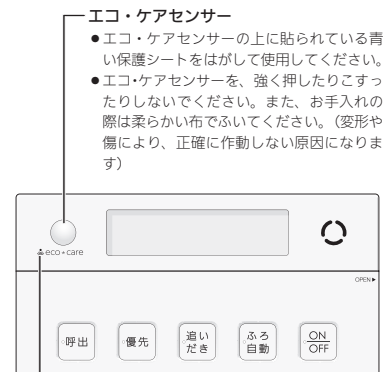 エコ・ケアセンサー
●エコ・ケアセンサーの上に貼られている青
い保護シートをはがして使用してください。
●エコ・ケアセンサーを、強く押したりこすっ
たりしないでください。また、お手入れの
際は柔らかい布でふいてください。（変形や
傷により、正確に作動しない原因になりま
す）
eco+care
OPEN▶
呼出
優先
追い
だき
ふろ
自動
ON
OFF